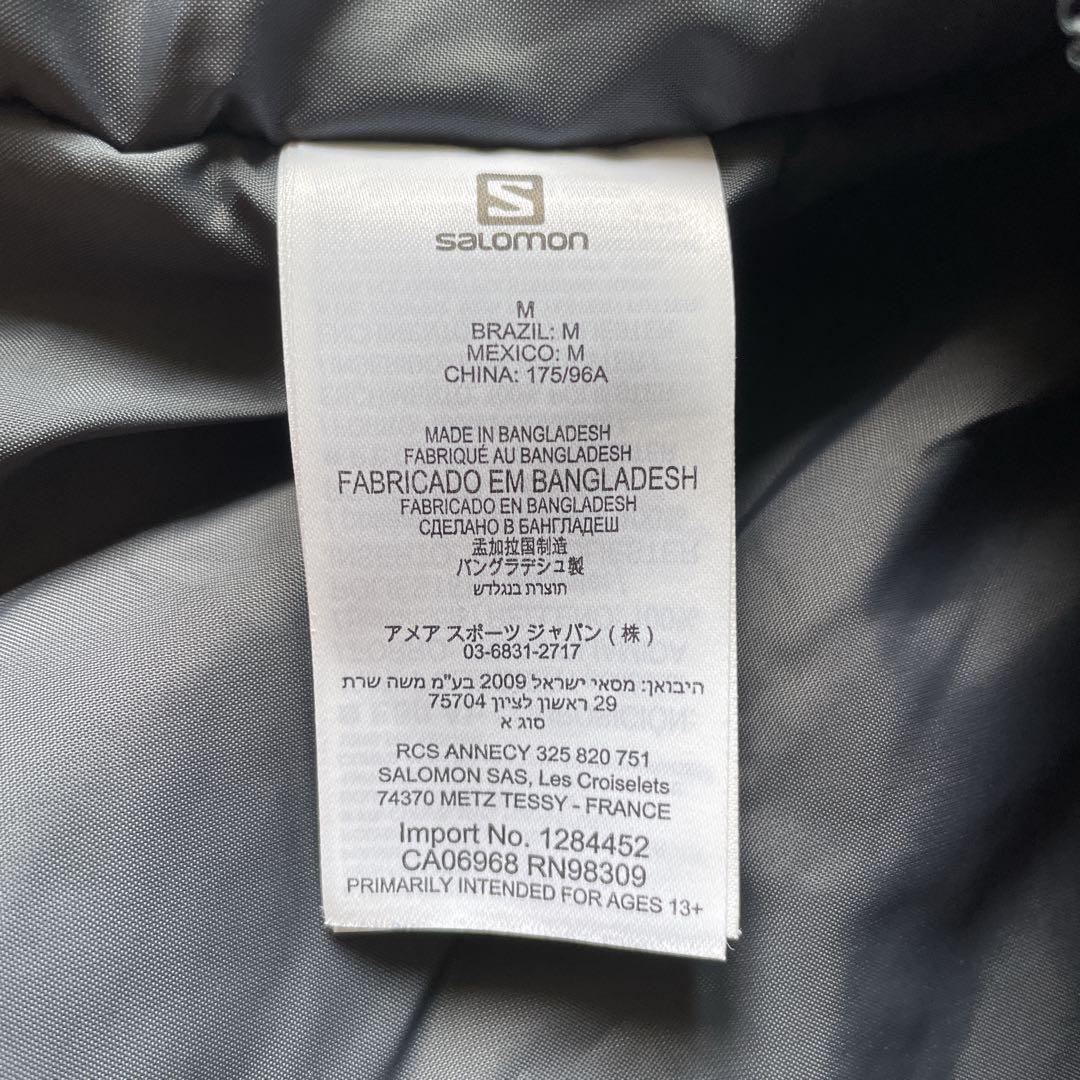 S
salomon
M
BRAZIL: M
MEXICO: M
CHINA: 175/96A
MADE IN BANGLADESH
FABRIQUÉ AU BANGLADESH
FABRICADO EM BANGLADESH
FABRICADO EN BANGLADESH
СДЕЛАНО В БАНГЛАДЕШ
孟加拉国制造
バングラデシュ製
תוצרת בנגלדש
アメア スポーツ ジャパン ( 株 )
03-6831-2717
היבואן: מסאי ישראל 2009 בע"מ משה שרת
29 ראשון לציון 75704
סוג א
RCS ANNECY 325 820 751
SALOMON SAS, Les Croiselets
74370 METZ TESSY - FRANCE
Import No. 1284452
CA06968 RN98309
PRIMARILY INTENDED FOR AGES 13+